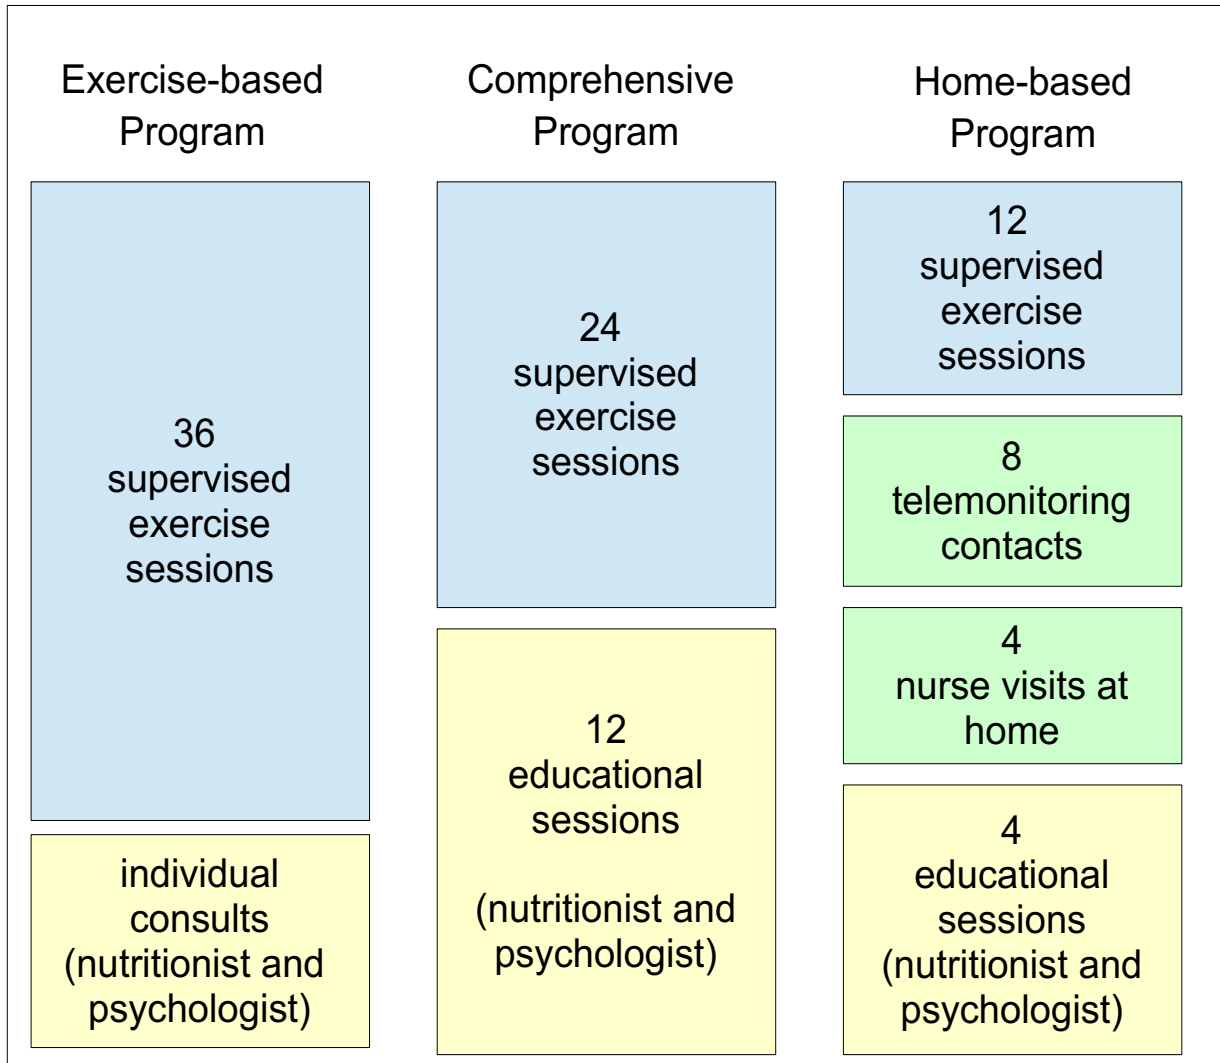 Exercise-based
Program
36
supervised
exercise
sessions
individual
consults
(nutritionist and
psychologist)
Comprehensive
Program
24
supervised
exercise
sessions
12
educational
sessions
(nutritionist and
psychologist)
Home-based
Program
12
supervised
exercise
sessions
8
telemonitoring
contacts
4
nurse visits at
home
4
educational
sessions
(nutritionist and
psychologist)